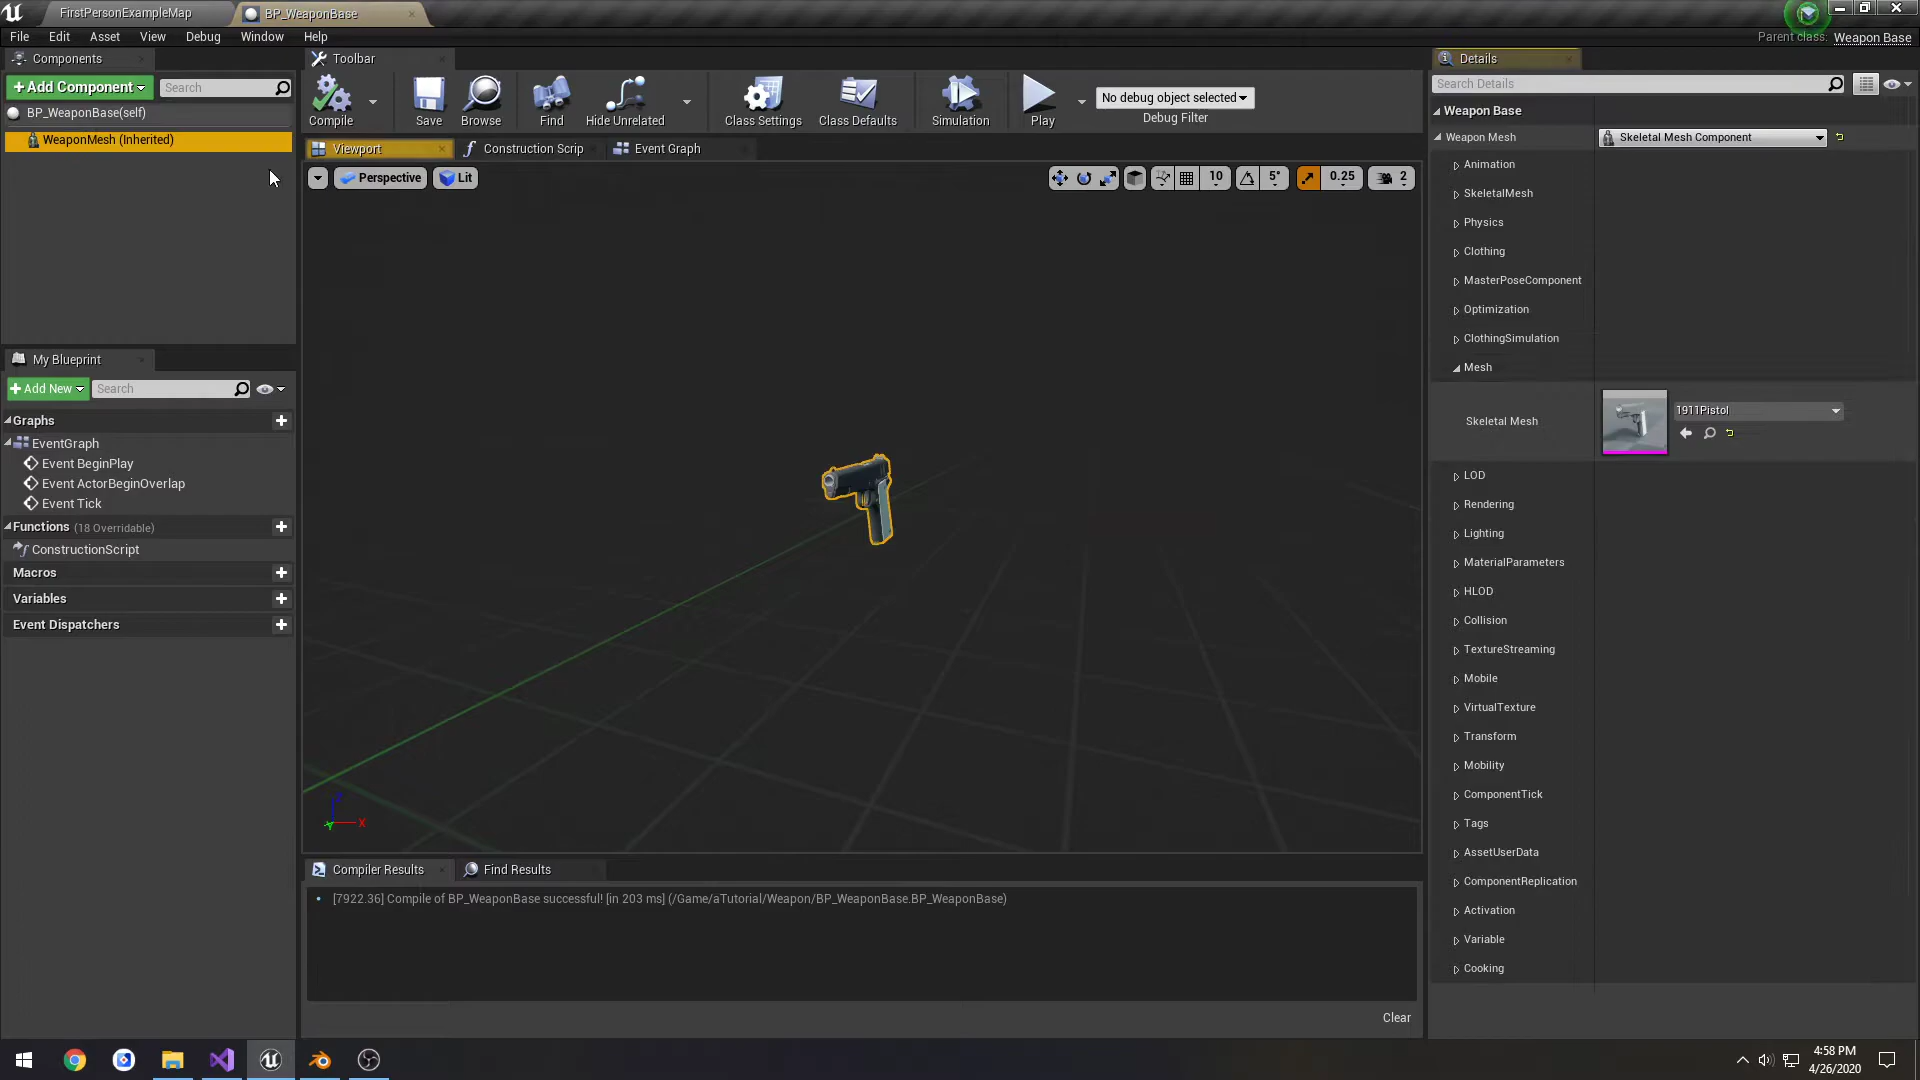 FirstPersonExampleMap
BP_WeaponBase
File Edit Asset View Debug Window Help
Parent class: Weapon Base
Components
Toolbar
Details
+Add Component
Search
Search Details
BP_WeaponBase(self)
WeaponMesh (Inherited)
Compile Save Browse Find Hide Unrelated Class Settings Class Defaults Simulation Play
No debug object selected
Debug Filter
Viewport
Construction Scrip
Event Graph
Perspective
Lit
10
5°
0.25
2
Weapon Base
Weapon Mesh
Skeletal Mesh Component
Animation
SkeletalMesh
Physics
Clothing
MasterPoseComponent
Optimization
ClothingSimulation
Mesh
Skeletal Mesh
1911Pistol
LOD
Rendering
Lighting
MaterialParameters
HLOD
Collision
TextureStreaming
Mobile
VirtualTexture
Transform
Mobility
ComponentTick
Tags
AssetUserData
ComponentReplication
Activation
Variable
Cooking
My Blueprint
+Add New
Search
Graphs
EventGraph
Event BeginPlay
Event ActorBeginOverlap
Event Tick
Functions (18 Overridable)
ConstructionScript
Macros
Variables
Event Dispatchers
X
Compiler Results
Find Results
[7922.36] Compile of BP_WeaponBase successful! [in 203 ms] (/Game/aTutorial/Weapon/BP_WeaponBase.BP_WeaponBase)
Clear
4:58 PM
4/26/2020